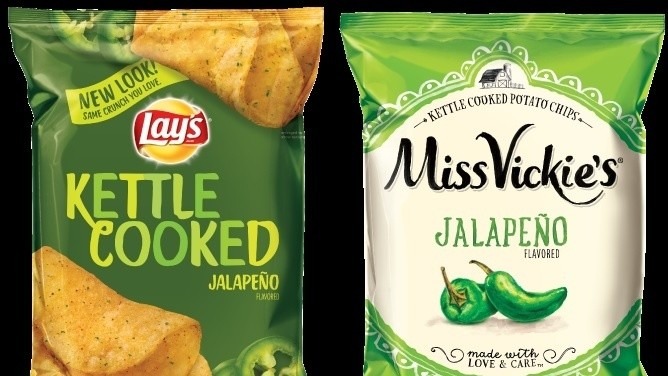 NEW LOOK!
SAME CRUNCH YOU LOVE.
Lay's
KETTLE
COOKED
JALAPEÑO
FLAVORED
KETTLE COOKED POTATO CHIPS
Miss Vickie's®
JALAPEÑO
FLAVORED
made with
LOVE & CARE™